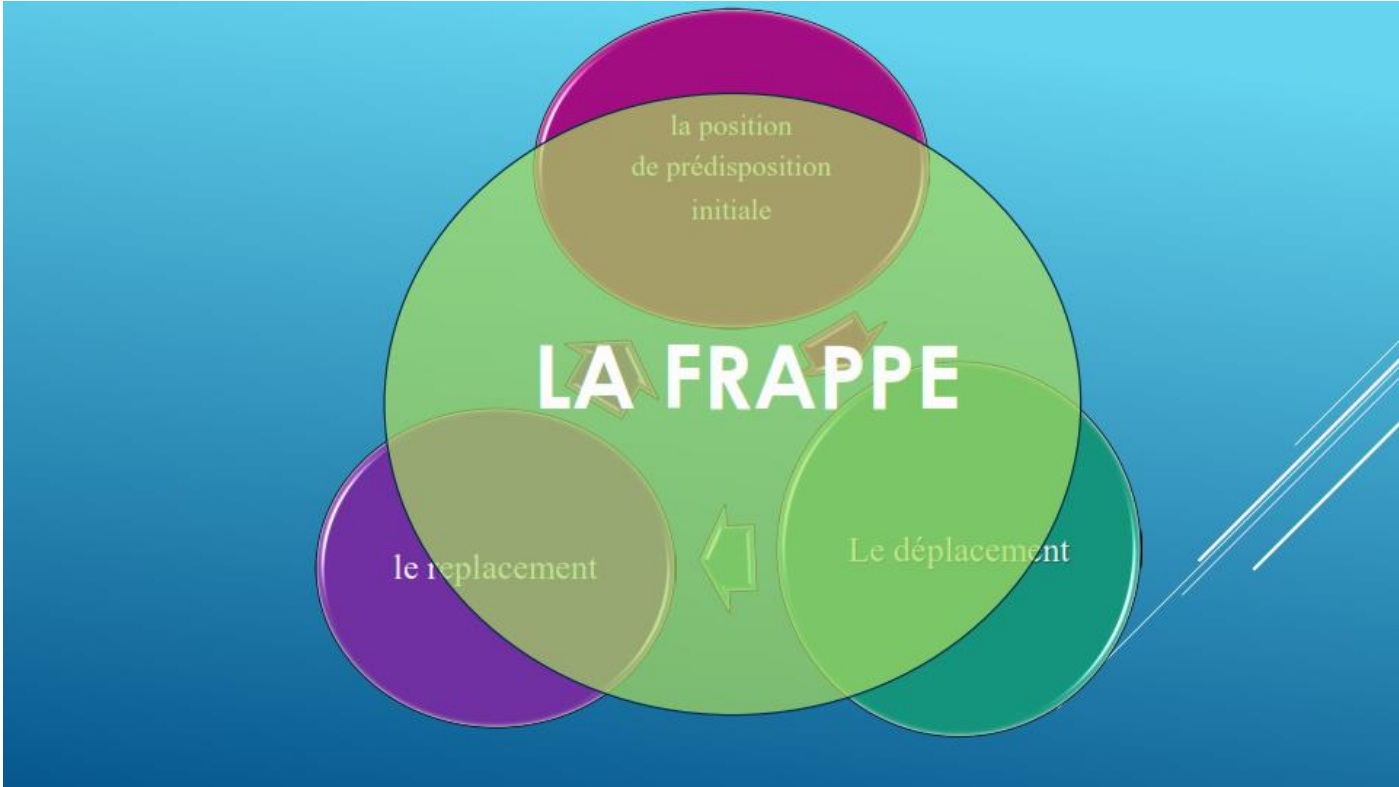 la position
de prédisposition
initiale
LA FRAPPE
Le déplacement
le replacement